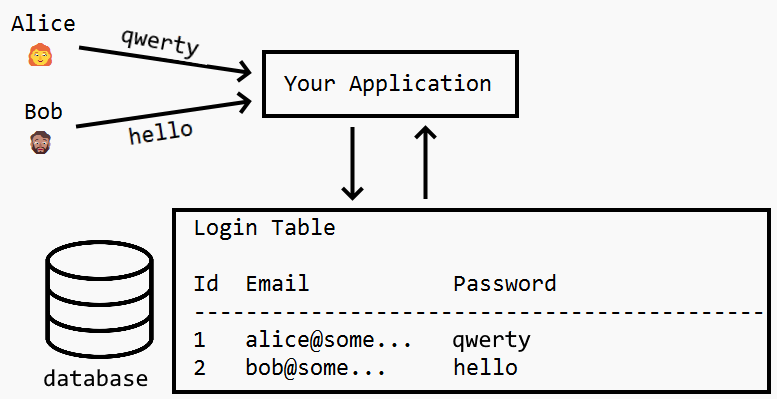 Alice
qwerty
Your Application
Bob
hello
Login Table
Id Email Password
--------------------------------------------
1 alice@some... qwerty
2 bob@some... hello
database